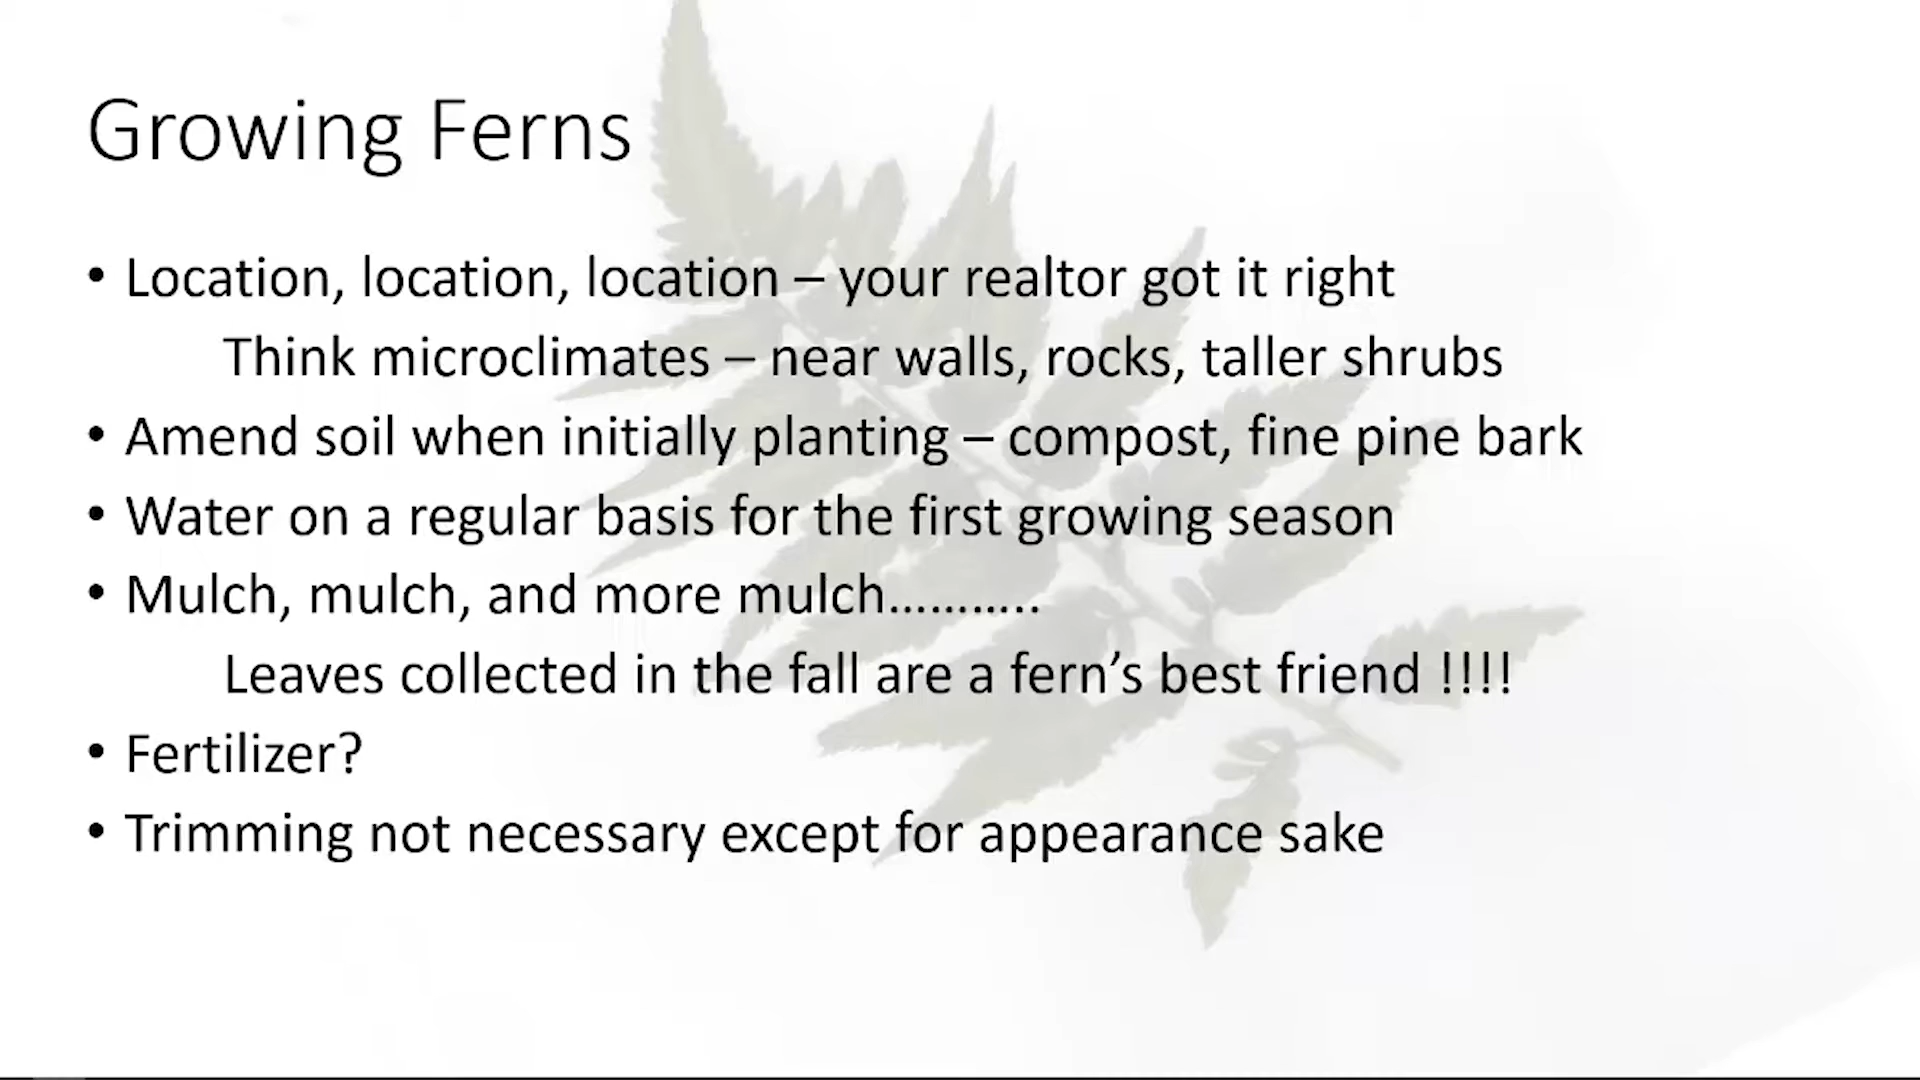 Growing Ferns
• Location, location, location – your realtor got it right
Think microclimates – near walls, rocks, taller shrubs
• Amend soil when initially planting – compost, fine pine bark
• Water on a regular basis for the first growing season
• Mulch, mulch, and more mulch………..
Leaves collected in the fall are a fern’s best friend !!!!
• Fertilizer?
• Trimming not necessary except for appearance sake